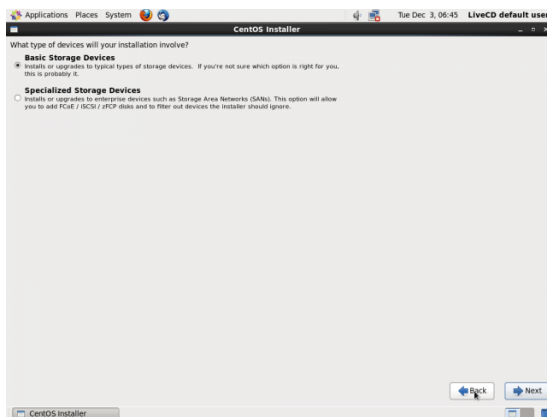 Applications Places System Tue Dec 3, 06:45 LiveCD default user
CentOS Installer
What type of devices will your installation involve?
Basic Storage Devices
Installs or upgrades to typical types of storage devices. If you're not sure which option is right for you,
this is probably it.
Specialized Storage Devices
Installs or upgrades to enterprise devices such as Storage Area Networks (SANs). This option will allow
you to add FCoE / iSCSI / zFCP disks and to filter out devices the installer should ignore.
Back Next
CentOS Installer